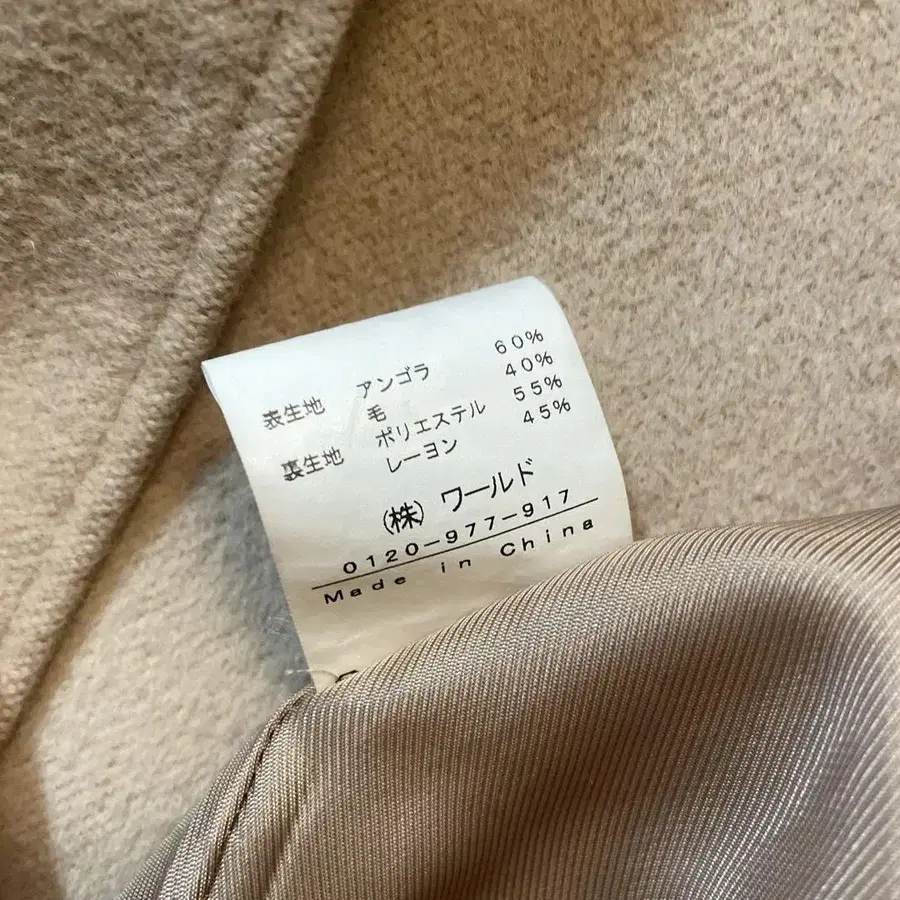 表生地 アンゴラ 60%
毛 40%
裏生地 ポリエステル 55%
レーヨン 45%
(株) ワールド
0120-977-917
Made in China